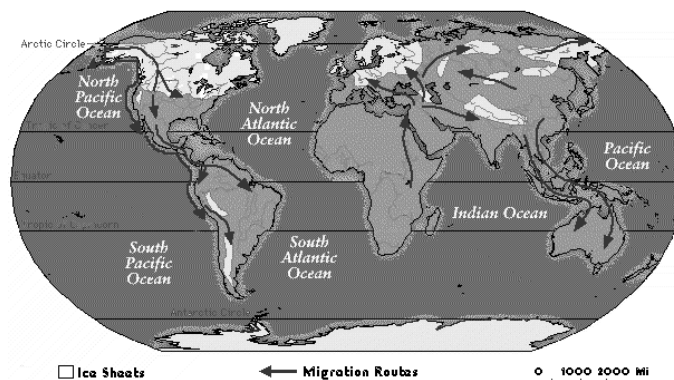 Arctic Circle
North
Pacific
Ocean
North
Atlantic
Ocean
Pacific
Ocean
Equator
Indian Ocean
South
Pacific
Ocean
South
Atlantic
Ocean
Antarctic Circle
Ice Sheets
Migration Routes
0 1000 2000 Mi